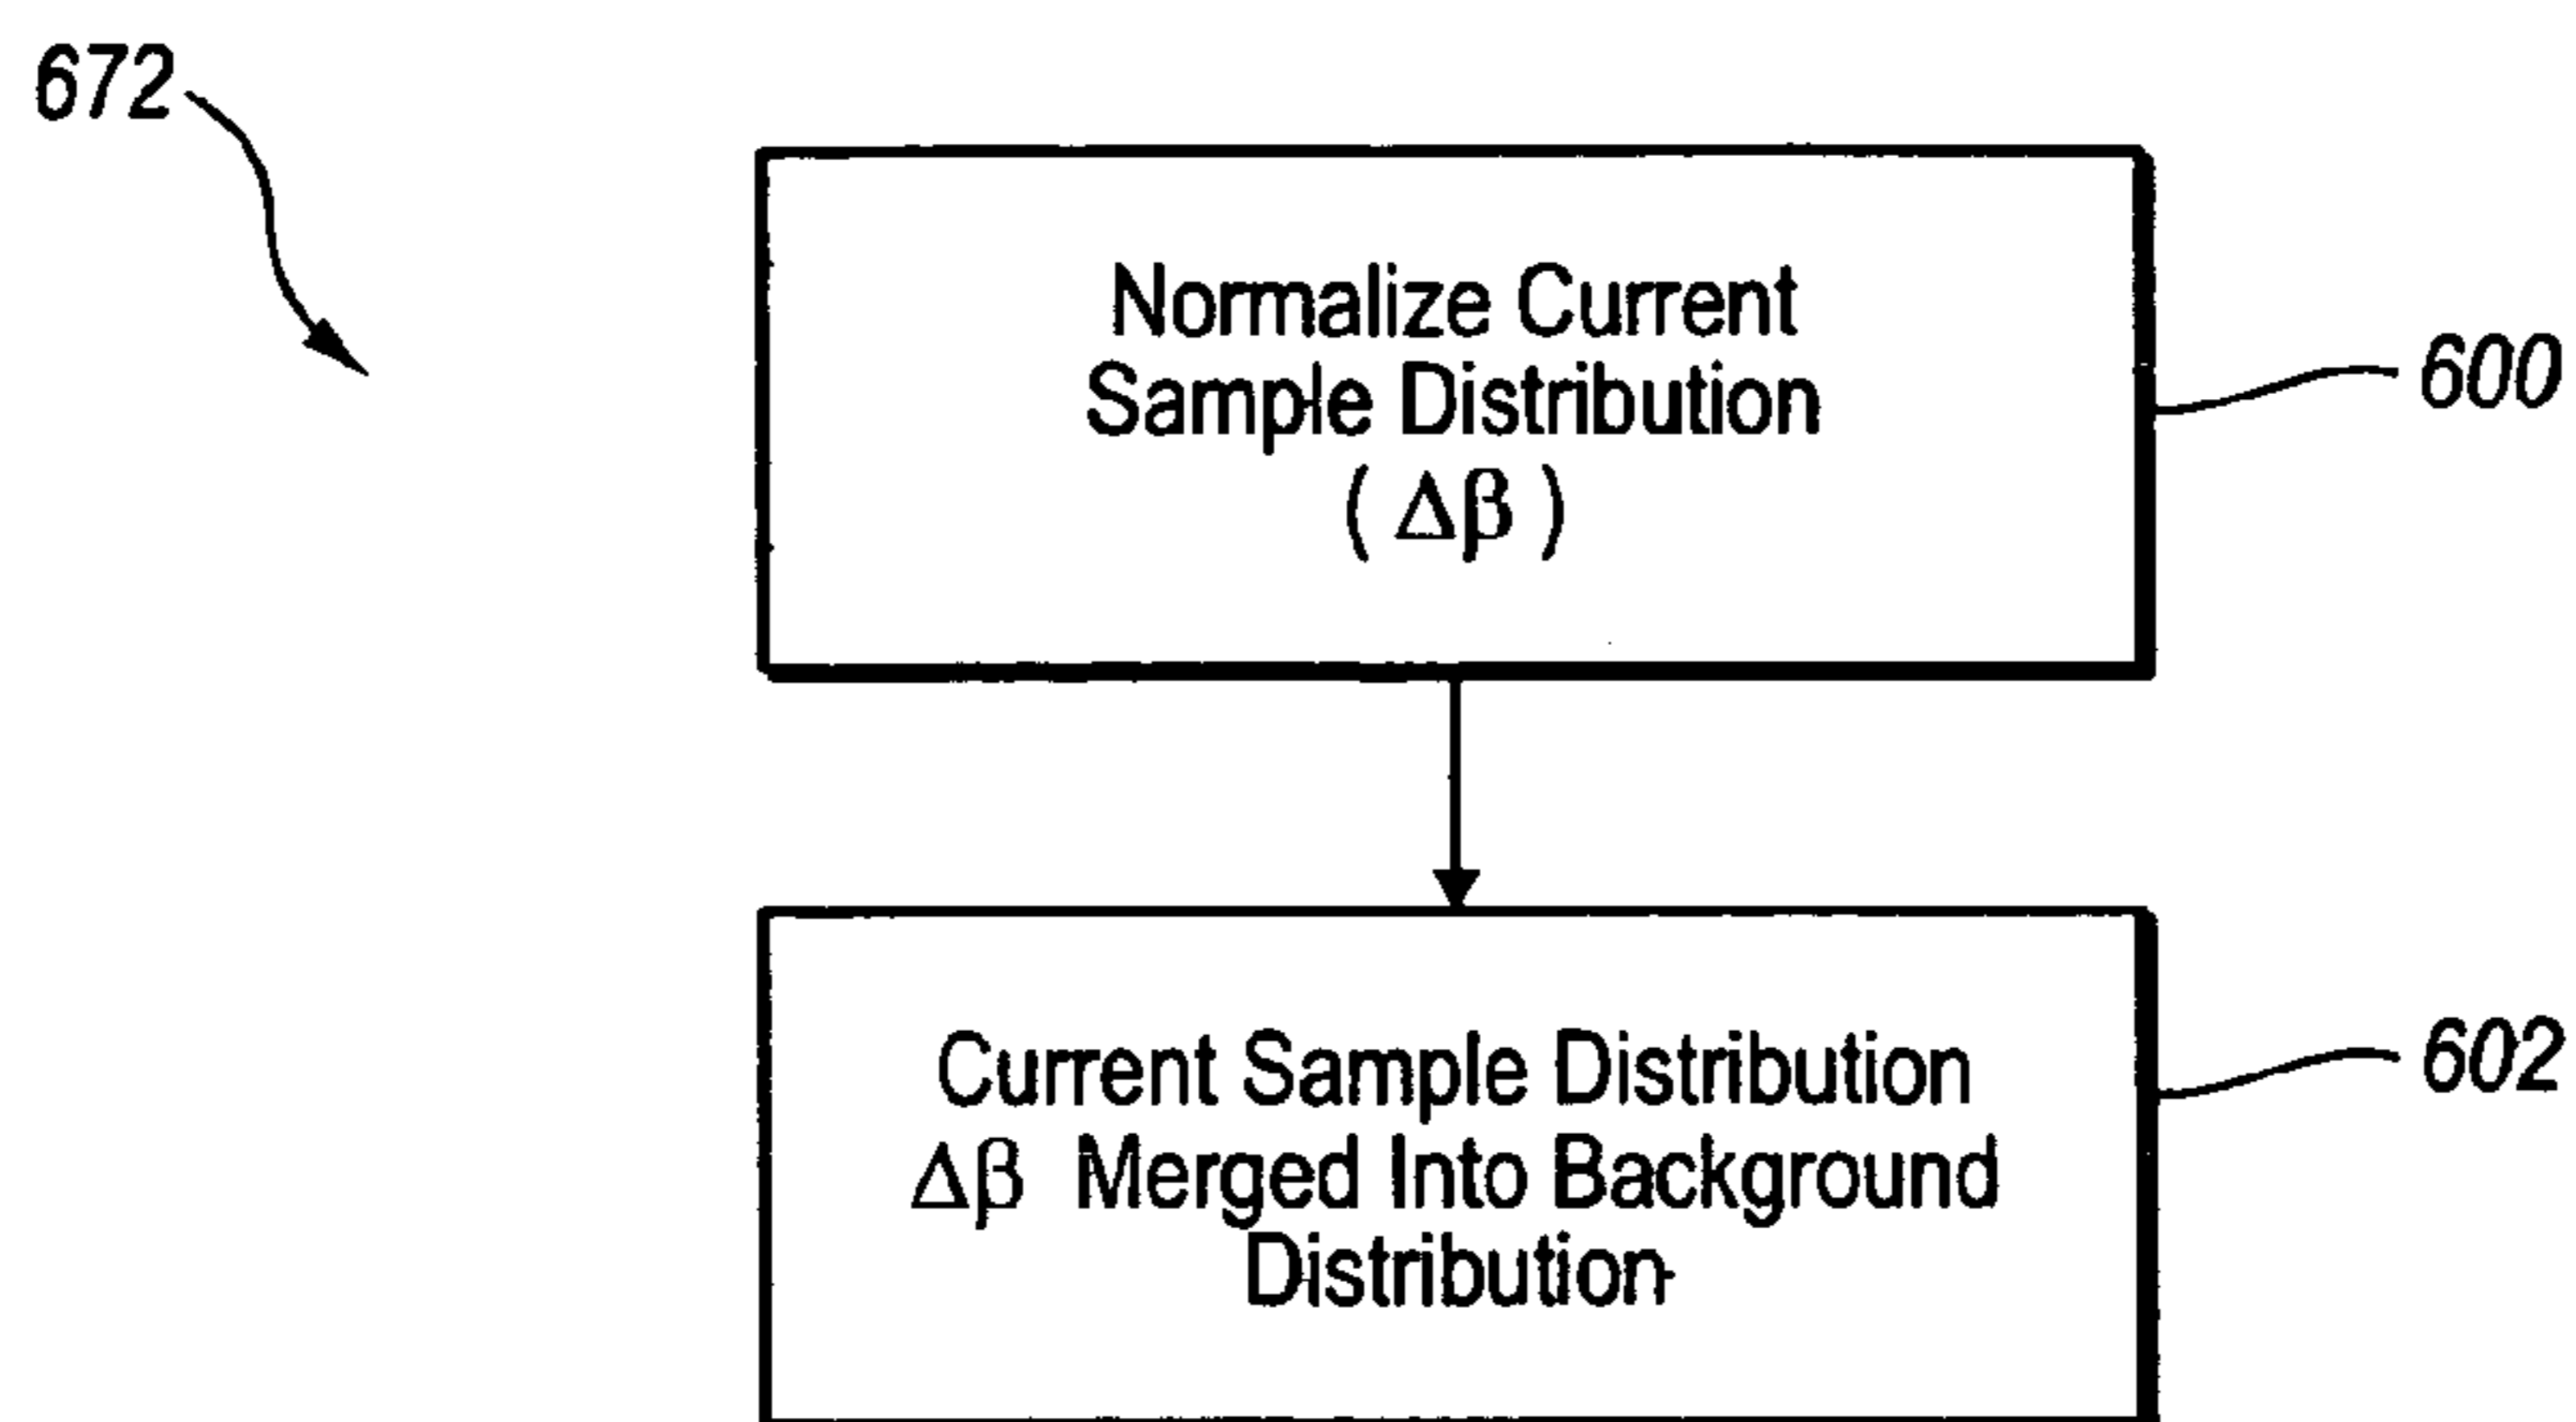 672
Normalize Current
Sample Distribution
( Δβ )
600
Current Sample Distribution
Δβ Merged Into Background
Distribution
602